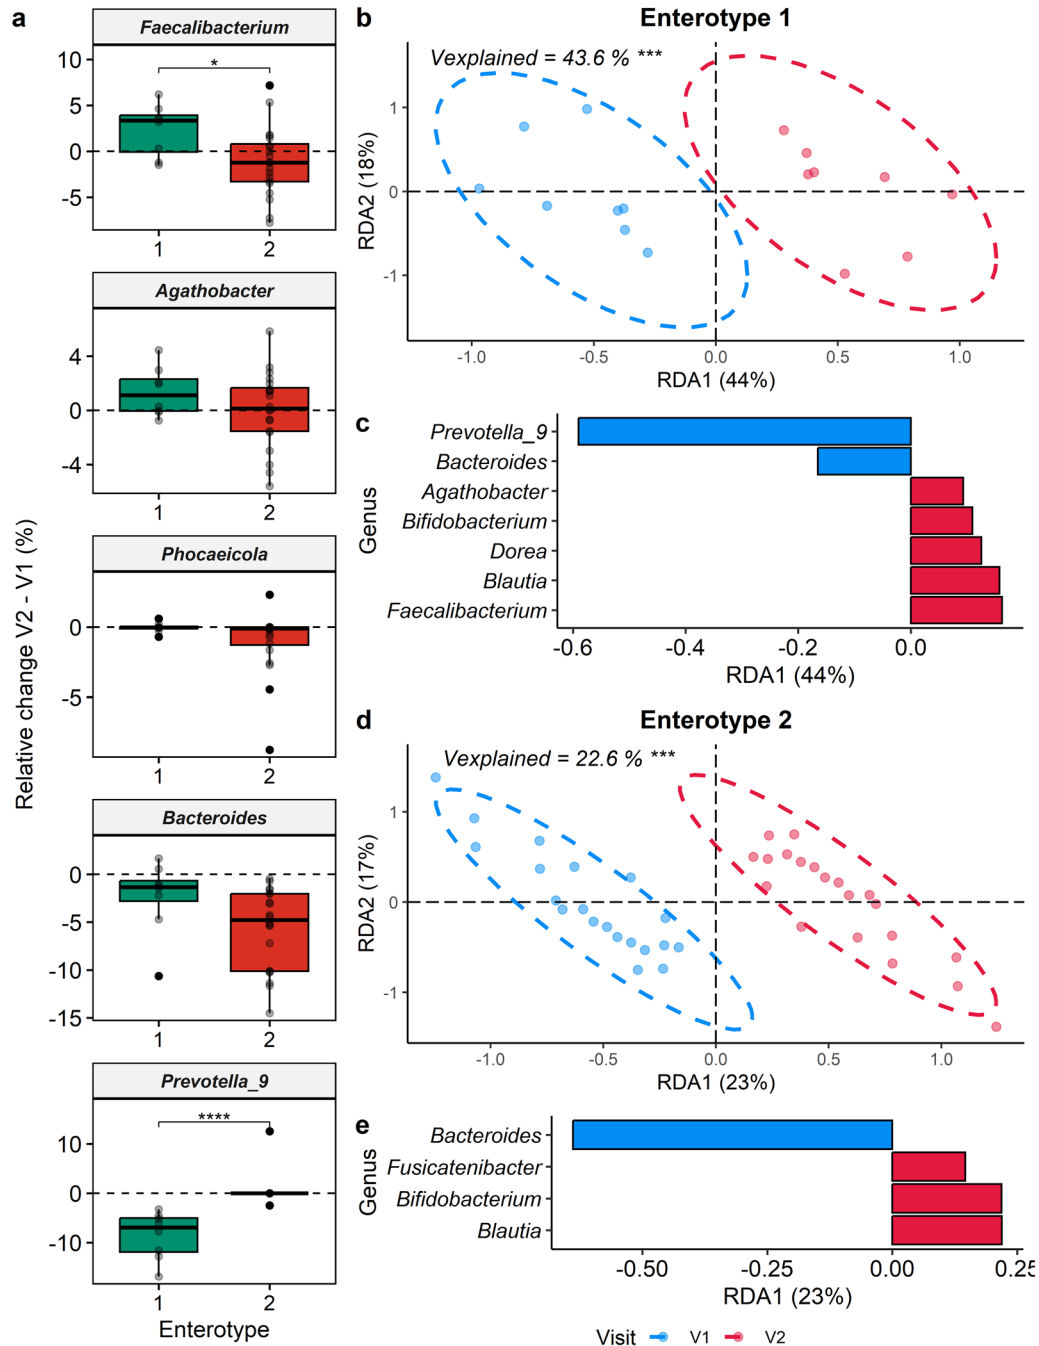 a
Faecalibacterium
10
5
0
-5
*
1
2
Agathobacter
4
0
-4
1
2
Phocaeicola
0
-5
1
2
Bacteroides
0
-5
-10
-15
1
2
Prevotella_9
10
0
-10
****
1
2
Enterotype
Relative change V2 - V1 (%)
b
Enterotype 1
Vexplained = 43.6 % ***
1
0
-1
RDA2 (18%)
-1.0
-0.5
0.0
0.5
1.0
RDA1 (44%)
c
Prevotella_9
Bacteroides
Agathobacter
Bifidobacterium
Dorea
Blautia
Faecalibacterium
Genus
-0.6
-0.4
-0.2
0.0
RDA1 (44%)
d
Enterotype 2
Vexplained = 22.6 % ***
1
0
-1
RDA2 (17%)
-1.0
-0.5
0.0
0.5
1.0
RDA1 (23%)
e
Bacteroides
Fusicatenibacter
Bifidobacterium
Blautia
Genus
-0.50
-0.25
0.00
0.25
RDA1 (23%)
Visit
V1
V2